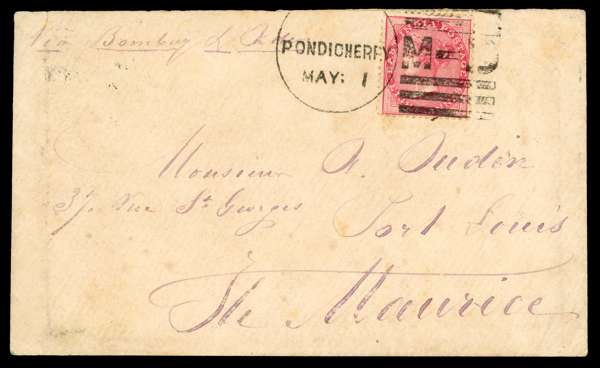 Via Bombay &
PONDICHERRY
MAY: 1
M-
Monsieur A. Oudin
37. Rue St Georges
Port Louis
Ile Maurice